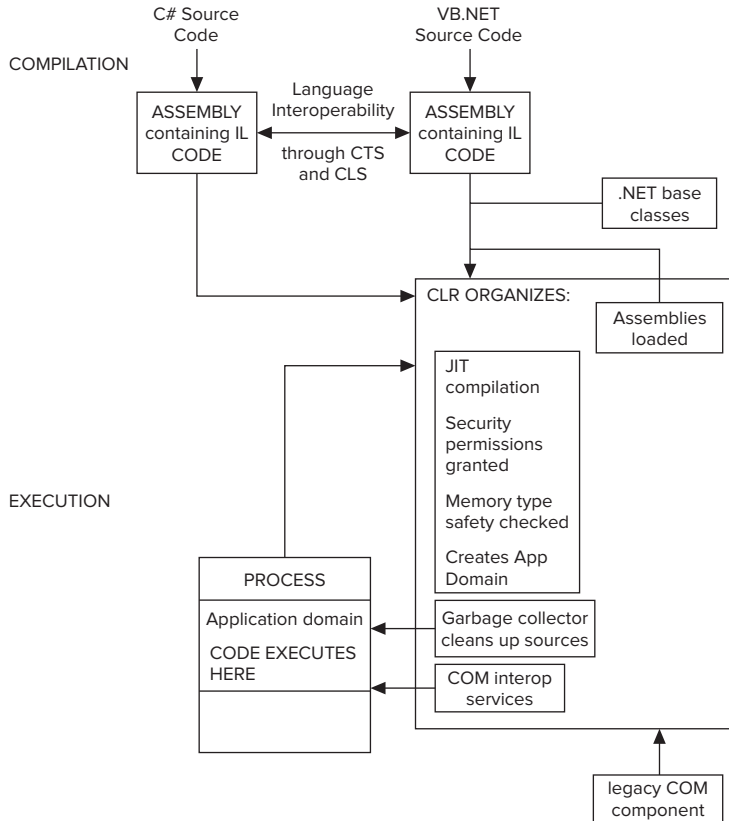 C# Source
Code
VB.NET
Source Code
COMPILATION
ASSEMBLY
containing IL
CODE
Language
Interoperability
through CTS
and CLS
ASSEMBLY
containing IL
CODE
.NET base
classes
CLR ORGANIZES:
Assemblies
loaded
JIT
compilation
Security
permissions
granted
Memory type
safety checked
Creates App
Domain
EXECUTION
PROCESS
Application domain
CODE EXECUTES
HERE
Garbage collector
cleans up sources
COM interop
services
legacy COM
component